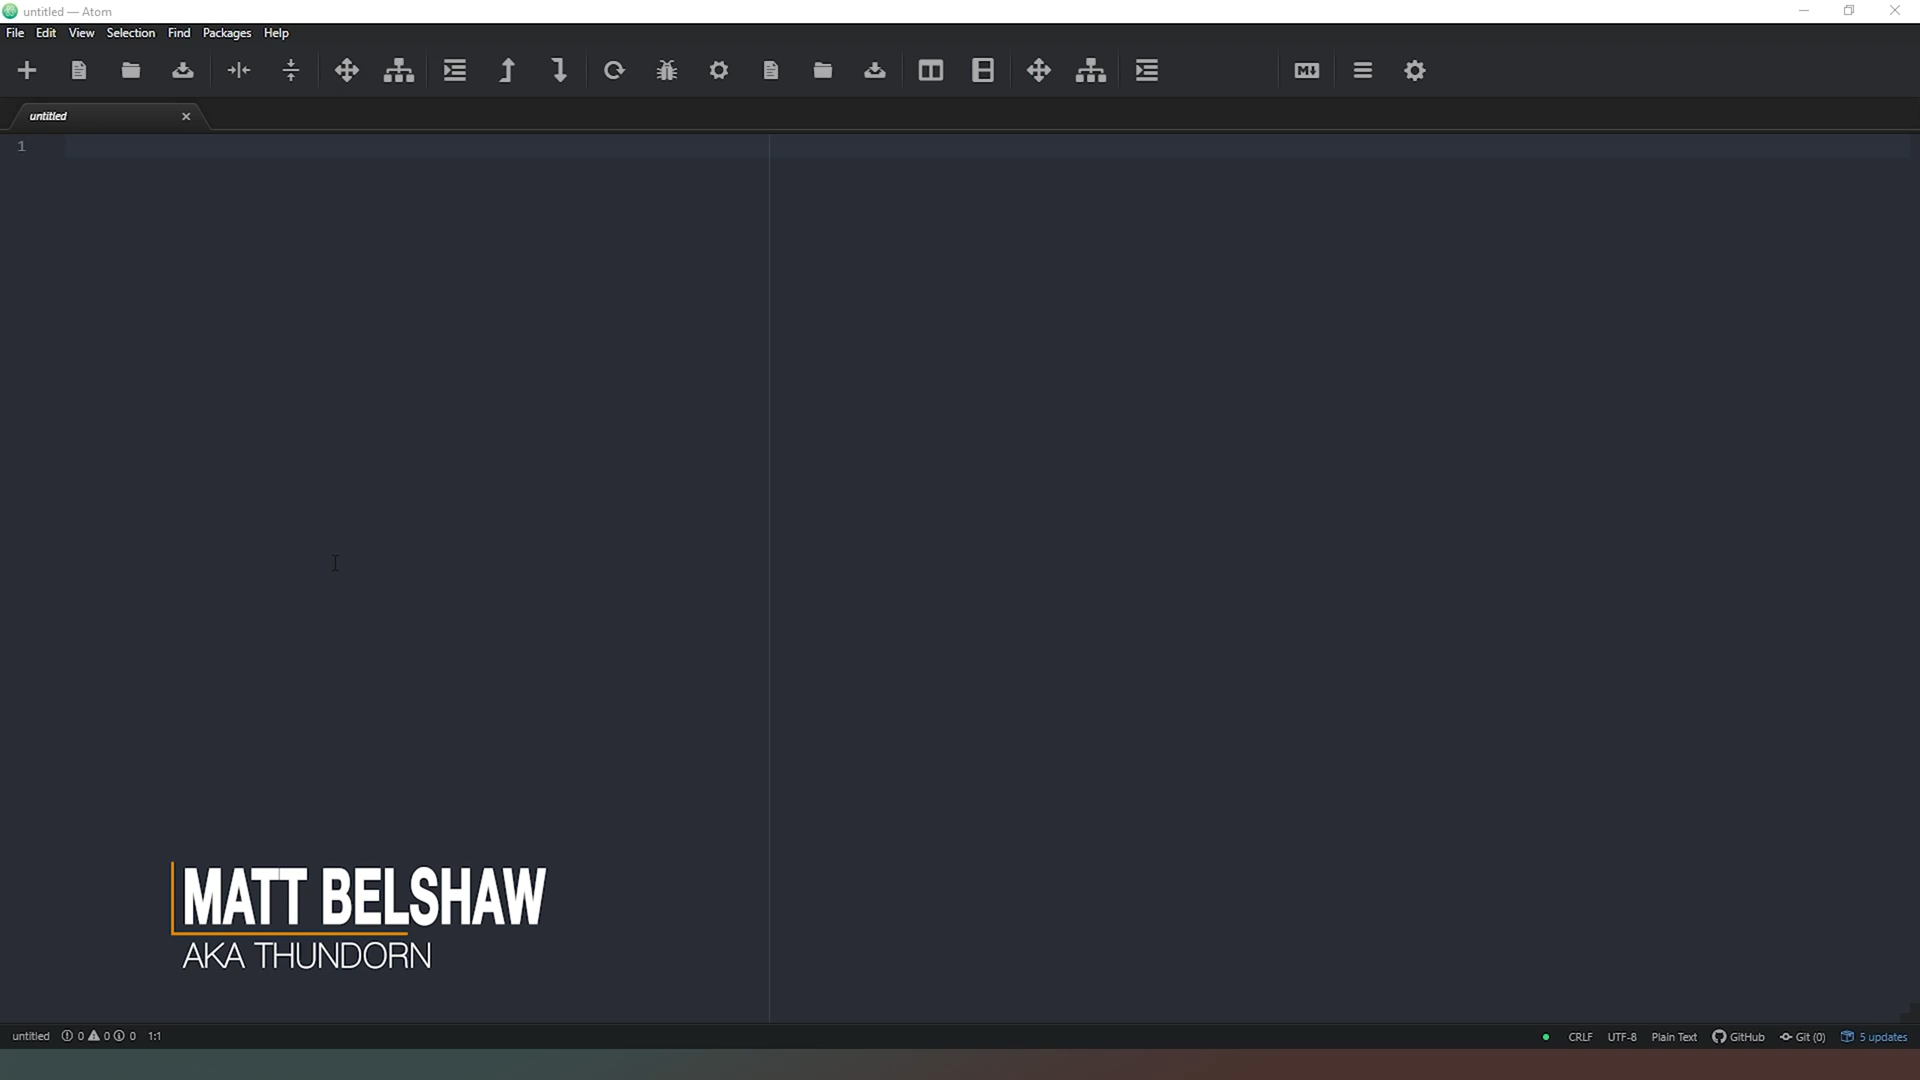 untitled — Atom
File Edit View Selection Find Packages Help
M↓
untitled
1
MATT BELSHAW
AKA THUNDORN
untitled 0 0 0 1:1 CRLF UTF-8 Plain Text GitHub Git (0) 5 updates